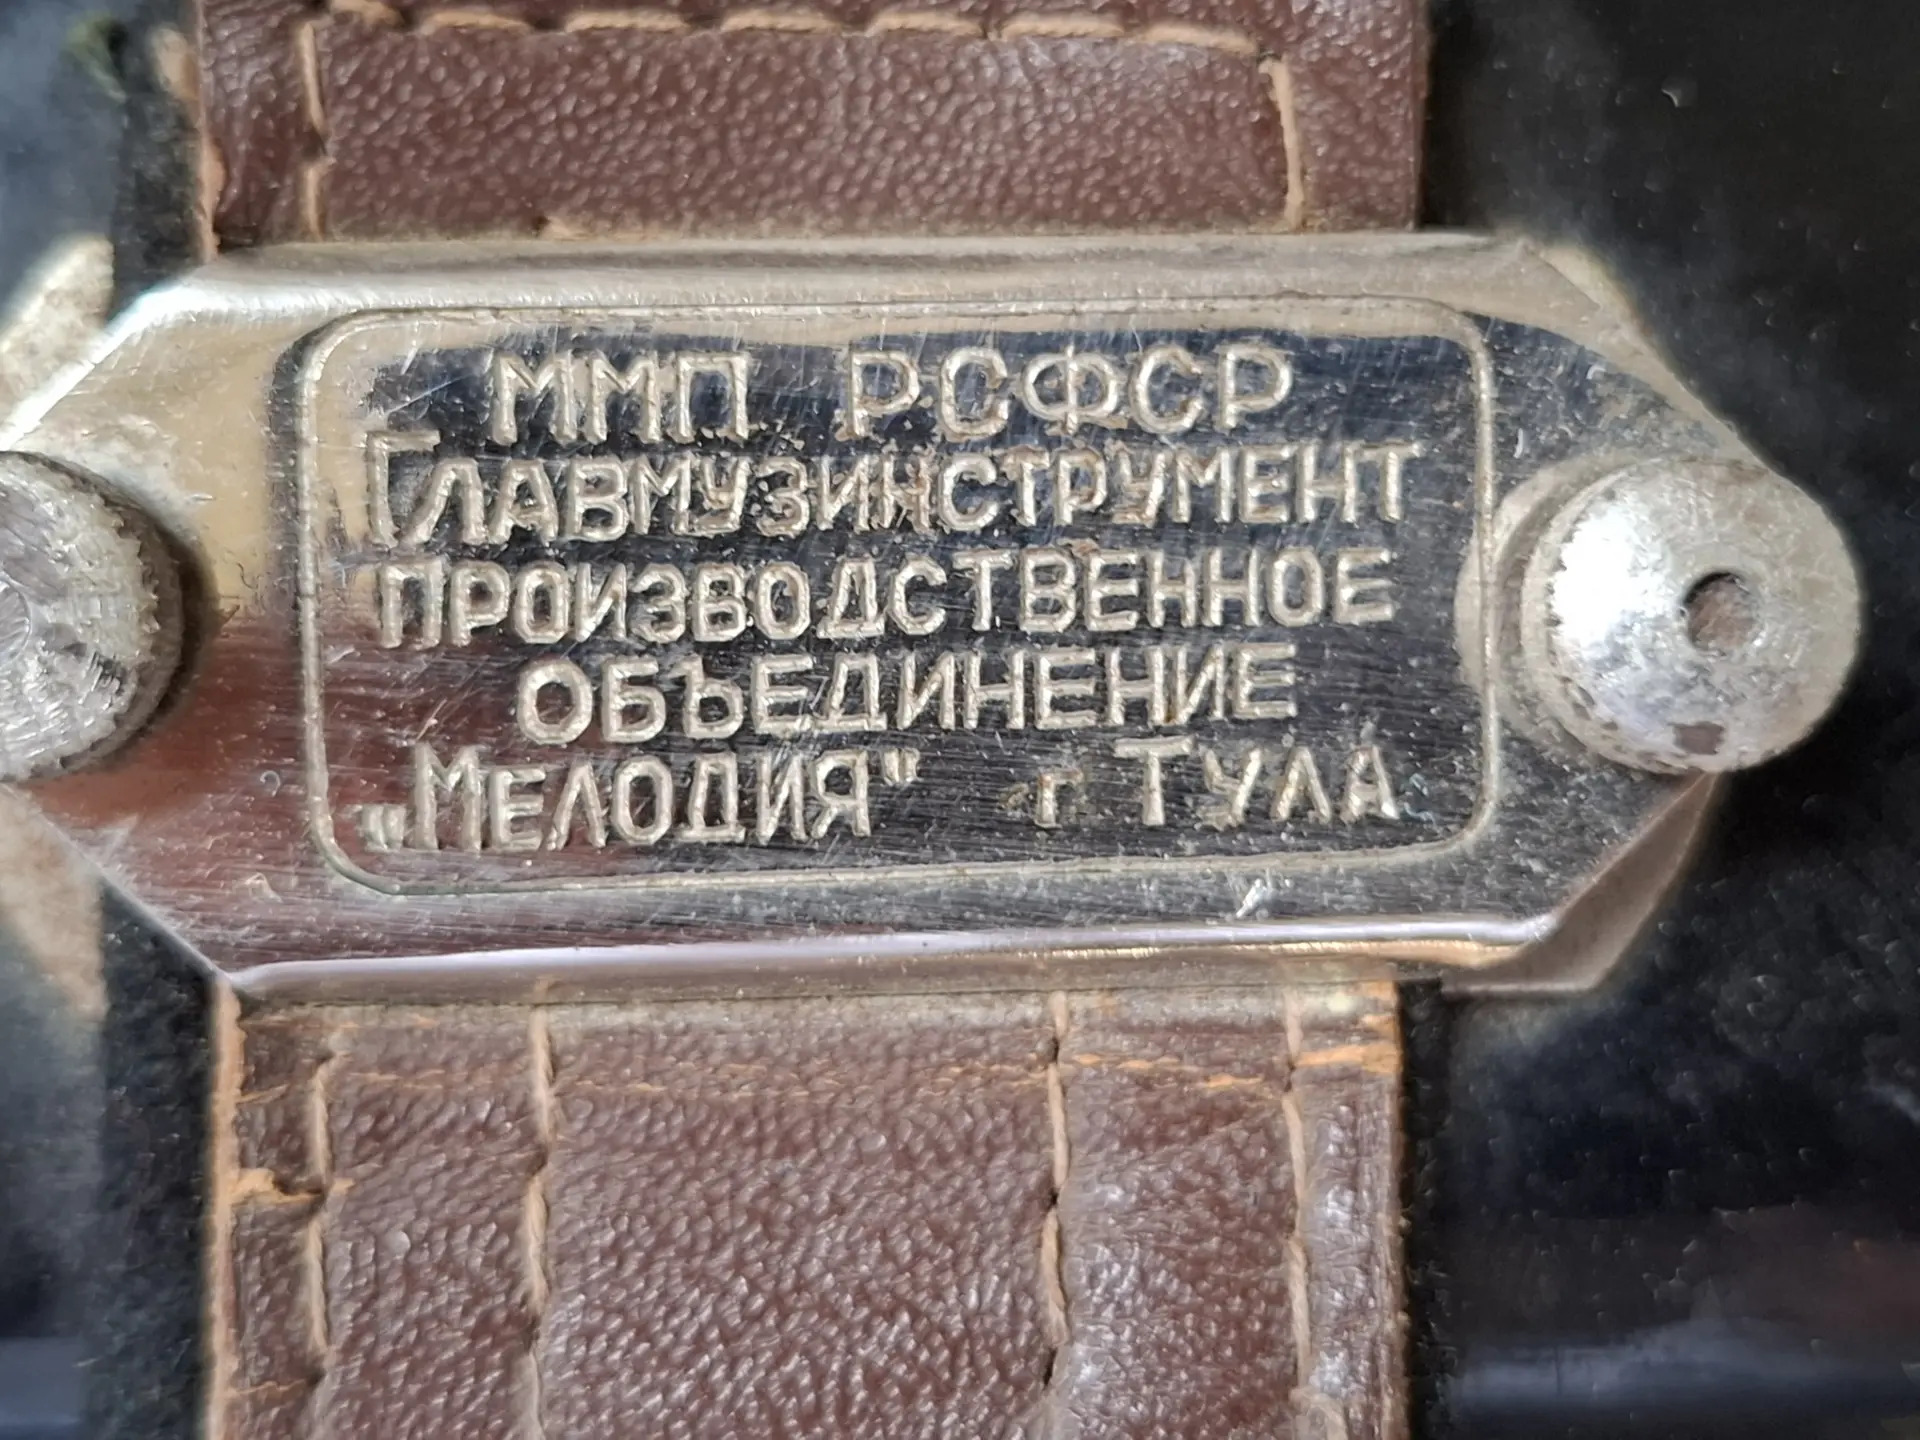 ММП РСФСР
Главмузинструмент
производственное
объединение
„Мелодия" г Тула